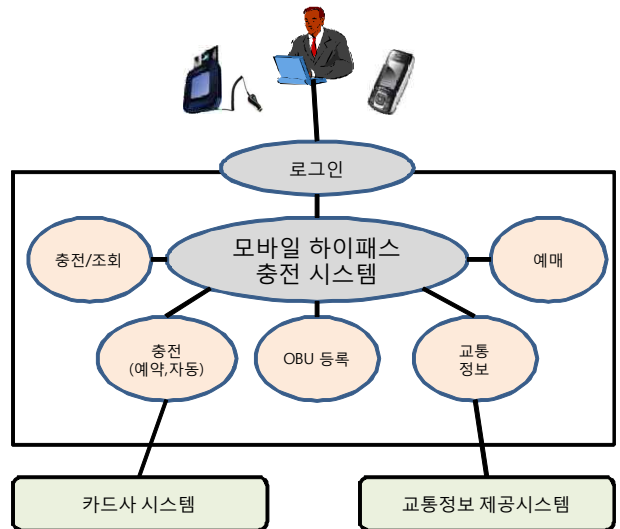 로그인
모바일 하이패스
충전 시스템
충전/조회
예매
충전
(예약,자동)
OBU 등록
교통
정보
카드사 시스템
교통정보 제공시스템